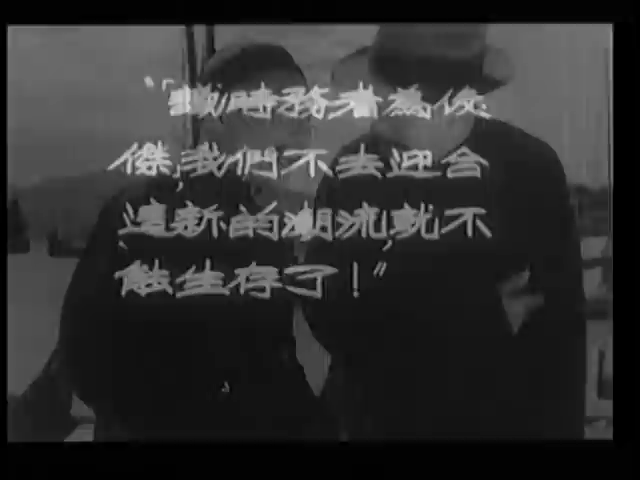 “識時務者為俊
傑,我們不去迎合
這新的潮流,就不
能生存了!”